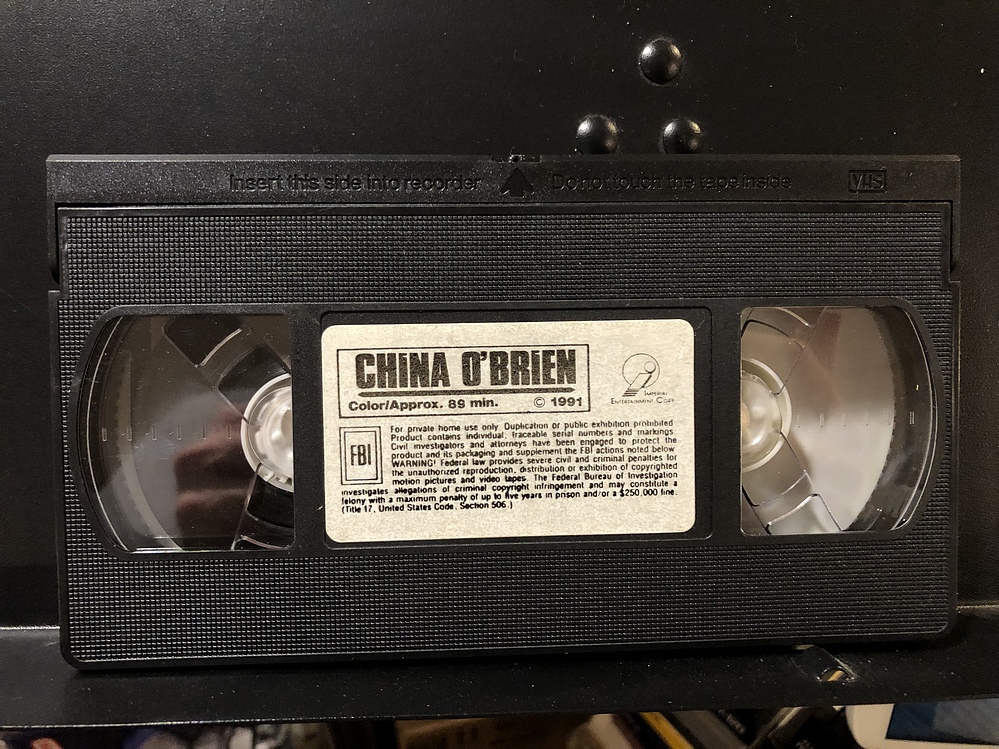 Insert this side into recorder Do not touch the tape inside VHS
CHINA O'BRIEN
Color/Approx. 89 min. © 1991
IMPERIAL
ENTERTAINMENT CORP.
FBI
For private home use only. Duplication or public exhibition prohibited.
Product contains individual, traceable serial numbers and markings.
Civil investigators and attorneys have been engaged to protect the
product and its packaging and supplement the FBI actions noted below
WARNING! Federal law provides severe civil and criminal penalties for
the unauthorized reproduction, distribution or exhibition of copyrighted
motion pictures and video tapes. The Federal Bureau of Investigation
investigates allegations of criminal copyright infringement and may constitute a
felony with a maximum penalty of up to five years in prison and/or a $250,000 fine.
(Title 17, United States Code, Section 506.)